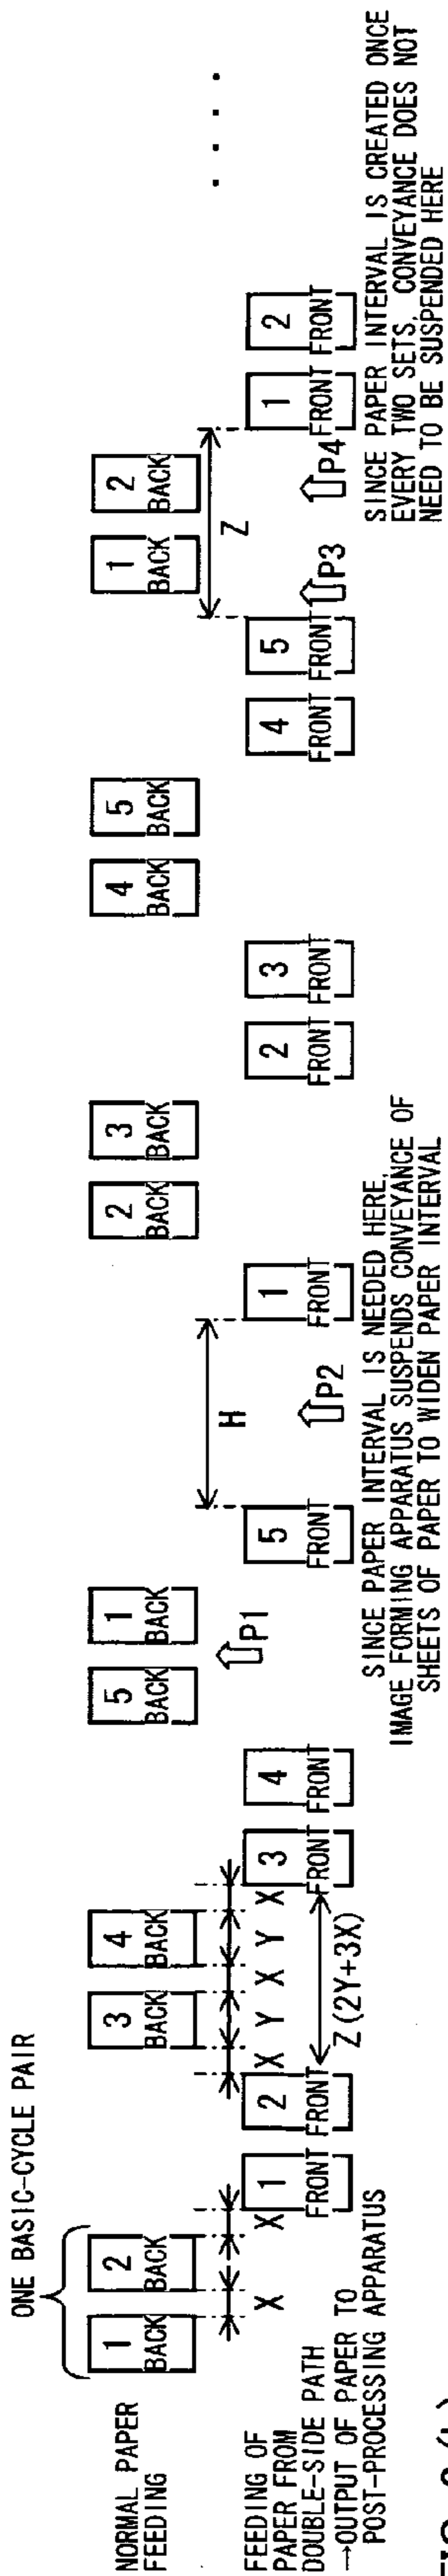 ONE BASIC-CYCLE PAIR
NORMAL PAPER
FEEDING
1
BACK
2
BACK
3
BACK
4
BACK
5
BACK
1
BACK
2
BACK
3
BACK
4
BACK
5
BACK
1
BACK
2
BACK
X
X
X
Y
X
Y
X
P1
H
Z
. . . .
FEEDING OF
PAPER FROM
DOUBLE-SIDE PATH
→OUTPUT OF PAPER TO
POST-PROCESSING APPARATUS
1
FRONT
2
FRONT
Z(2Y+3X)
3
FRONT
4
FRONT
5
FRONT
P2
1
FRONT
2
FRONT
3
FRONT
4
FRONT
5
FRONT
P3
P4
1
FRONT
2
FRONT
SINCE PAPER INTERVAL IS NEEDED HERE,
IMAGE FORMING APPARATUS SUSPENDS CONVEYANCE OF
SHEETS OF PAPER TO WIDEN PAPER INTERVAL
SINCE PAPER INTERVAL IS CREATED ONCE
EVERY TWO SETS, CONVEYANCE DOES NOT
NEED TO BE SUSPENDED HERE